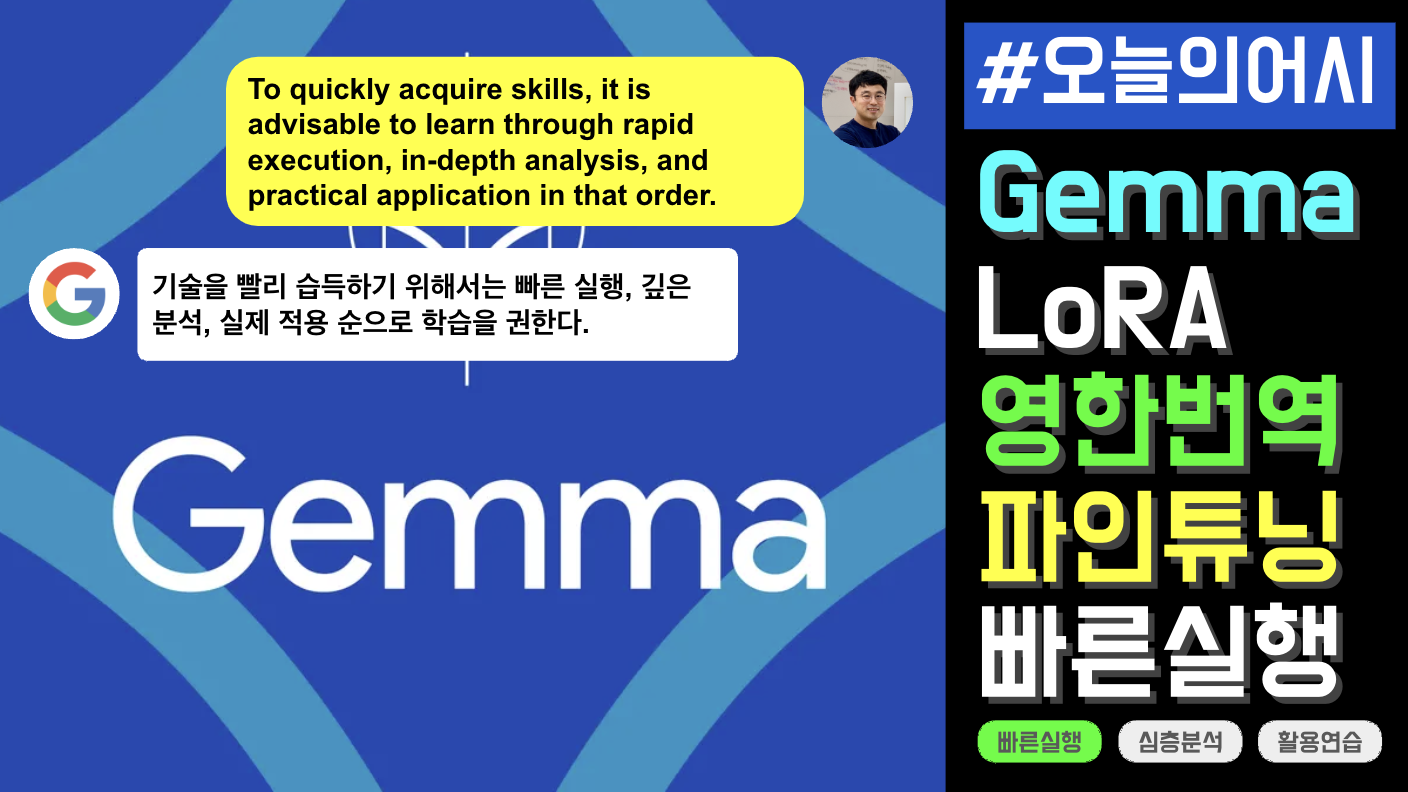 To quickly acquire skills, it is
advisable to learn through rapid
execution, in-depth analysis, and
practical application in that order.
기술을 빨리 습득하기 위해서는 빠른 실행, 깊은
분석, 실제 적용 순으로 학습을 권한다.
Gemma
#오늘의어시
Gemma
LoRA
영한번역
파인튜닝
빠른실행
빠른실행 심층분석 활용연습